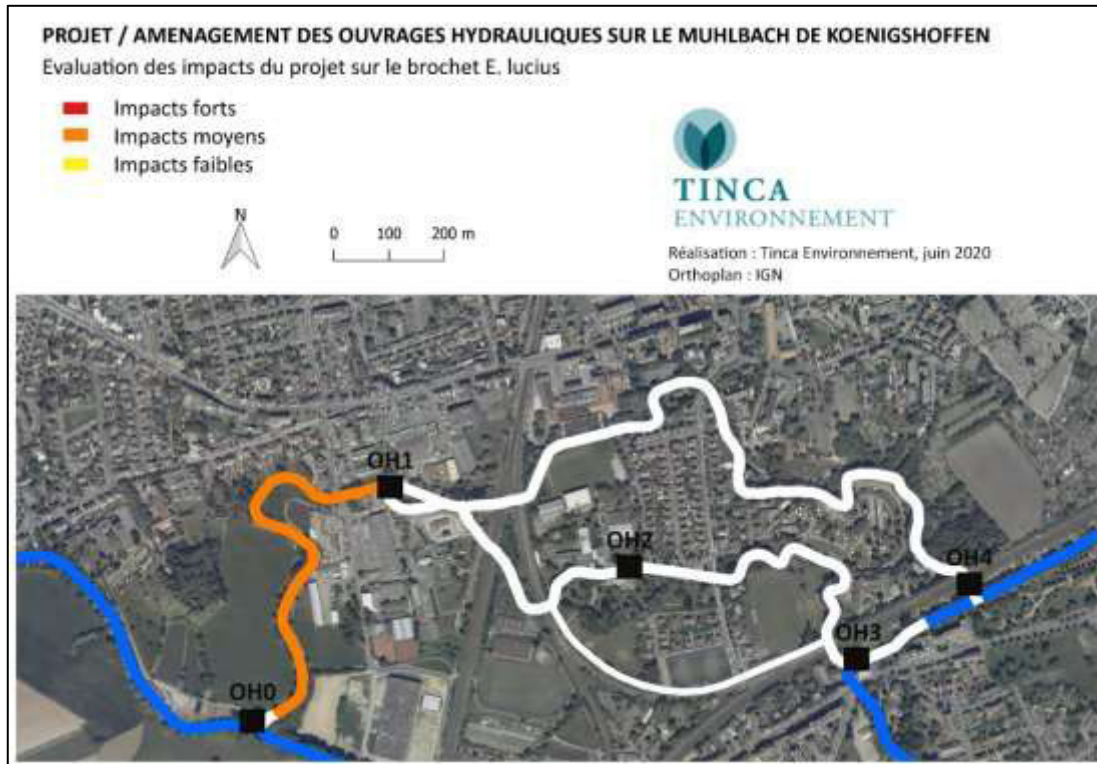 PROJET / AMENAGEMENT DES OUVRAGES HYDRAULIQUES SUR LE MUHLBACH DE KOENIGSHOFFEN
Evaluation des impacts du projet sur le brochet E. lucius
Impacts forts
Impacts moyens
Impacts faibles
N
0 100 200 m
TINCA
ENVIRONNEMENT
Réalisation : Tinca Environnement, juin 2020
Orthoplan : IGN
OH1
OH2
OH4
OH3
OH0